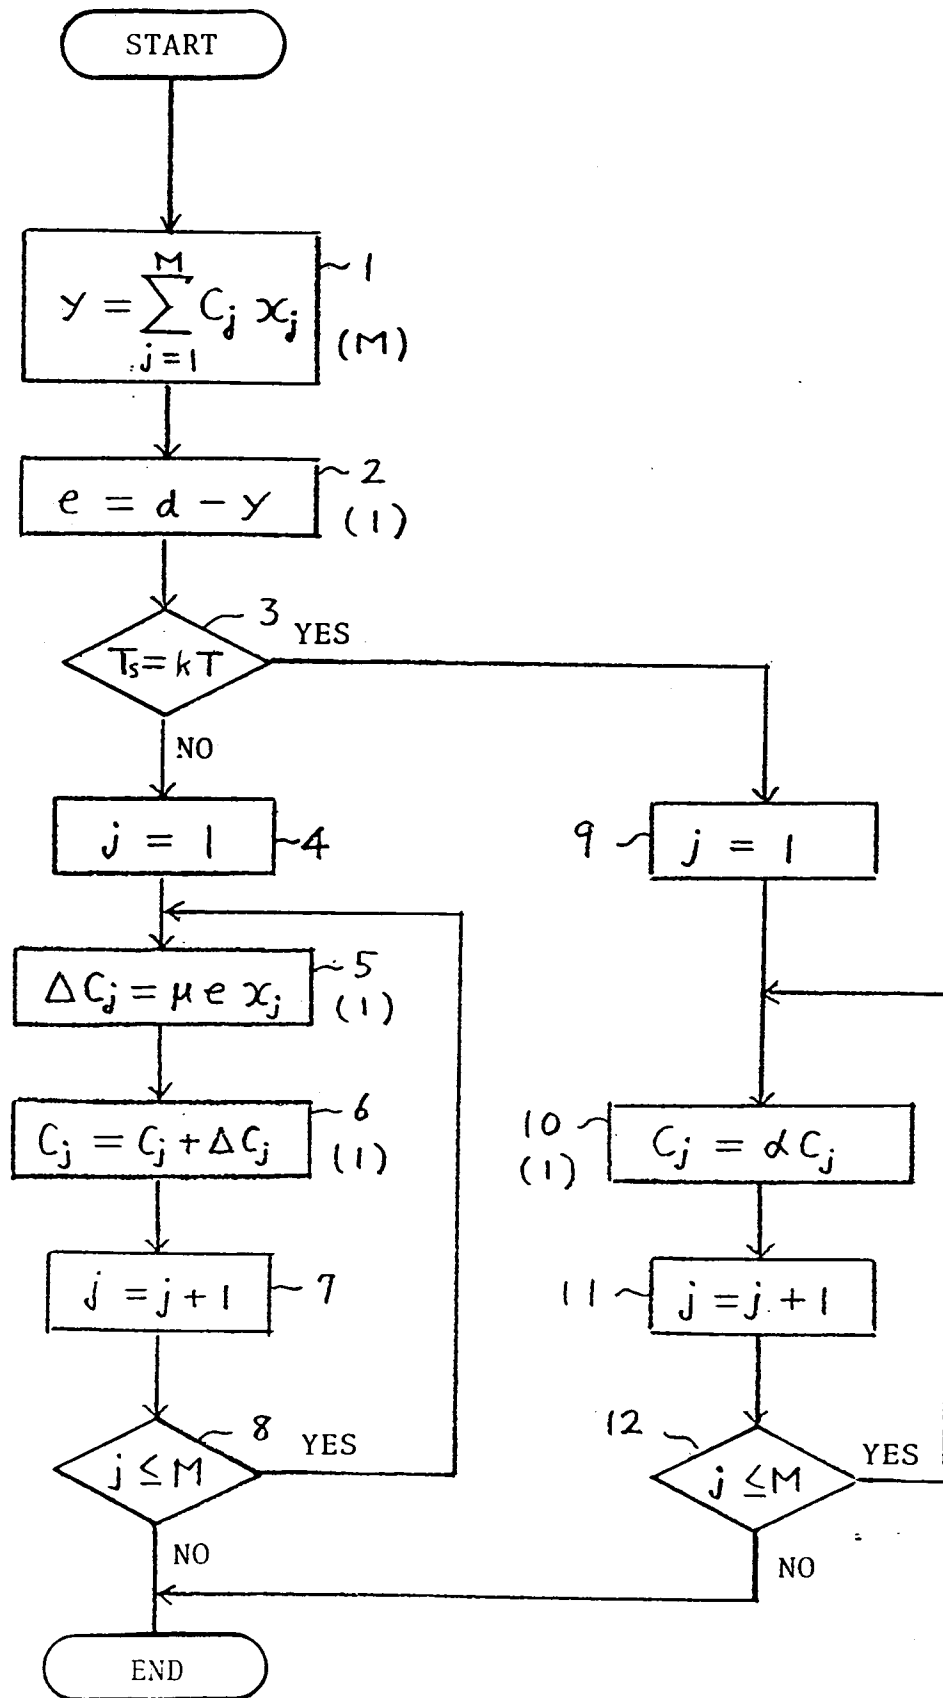 START
y = \sum_{j=1}^{M} C_j x_j
1
(M)
e = d - y
2
(1)
T_s = kT
3
YES
NO
j = 1
4
ΔC_j = μ e x_j
5
(1)
C_j = C_j + ΔC_j
6
(1)
j = j + 1
7
j ≤ M
8
YES
NO
9
j = 1
10
(1)
C_j = α C_j
11
j = j + 1
12
j ≤ M
YES
NO
END